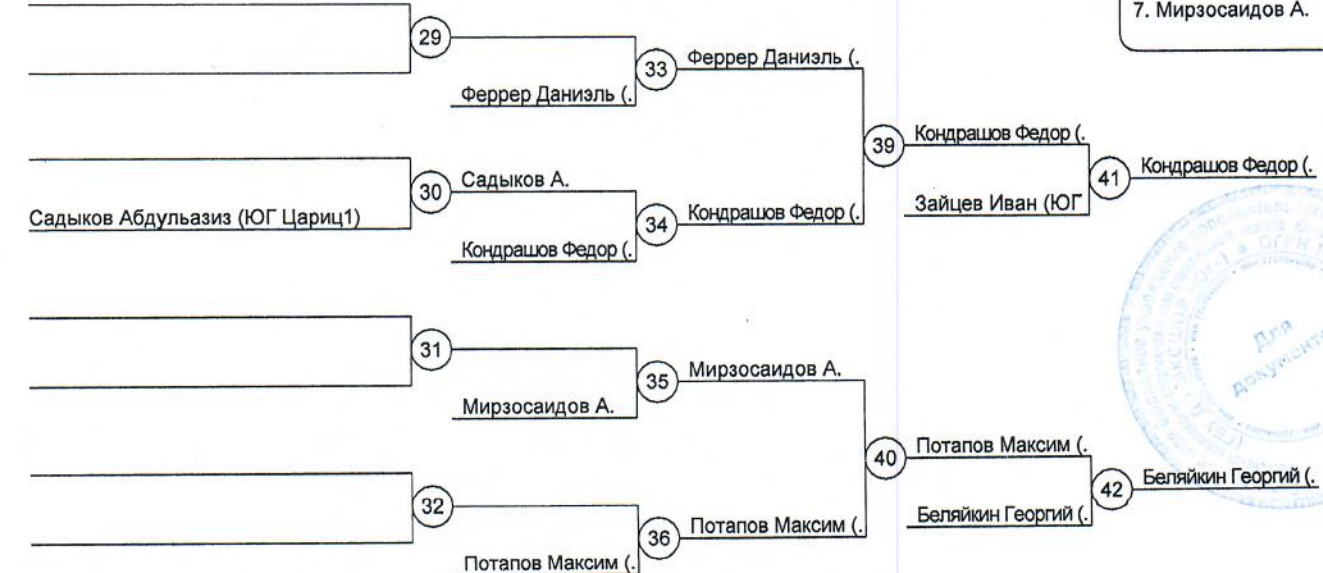 7. Мирзосаидов А.
29
33
Феррер Даниэль (.
Феррер Даниэль (.
39
Кондрашов Федор (.
30
Садыков А.
41
Кондрашов Федор (.
Садыков Абдульазиз (ЮГ Цариц1)
34
Кондрашов Федор (.
Зайцев Иван (ЮГ
Кондрашов Федор (.
31
35
Мирзосаидов А.
Мирзосаидов А.
Для
40
Потапов Максим (.
32
42
Беляйкин Георгий (.
36
Потапов Максим (.
Беляйкин Георгий (.
Потапов Максим (.